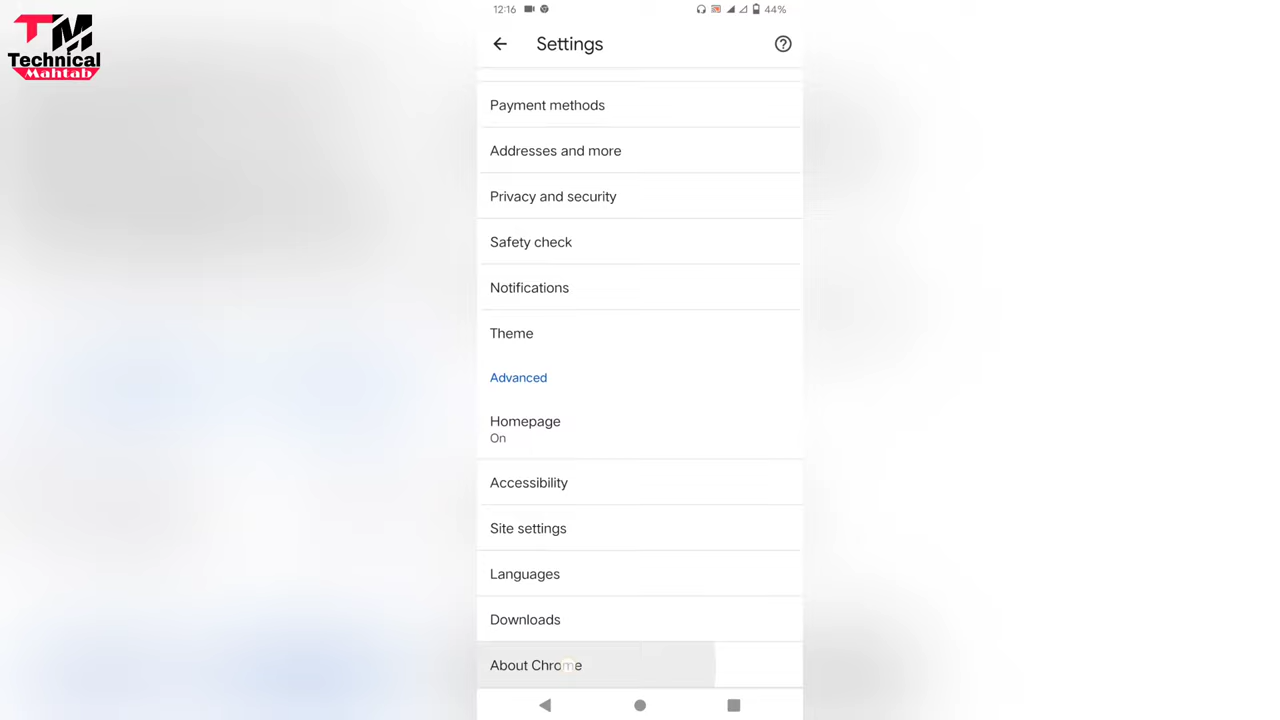 TM
Technical
Mahtab
12:16
44%
Settings
Payment methods
Addresses and more
Privacy and security
Safety check
Notifications
Theme
Advanced
Homepage
On
Accessibility
Site settings
Languages
Downloads
About Chrome